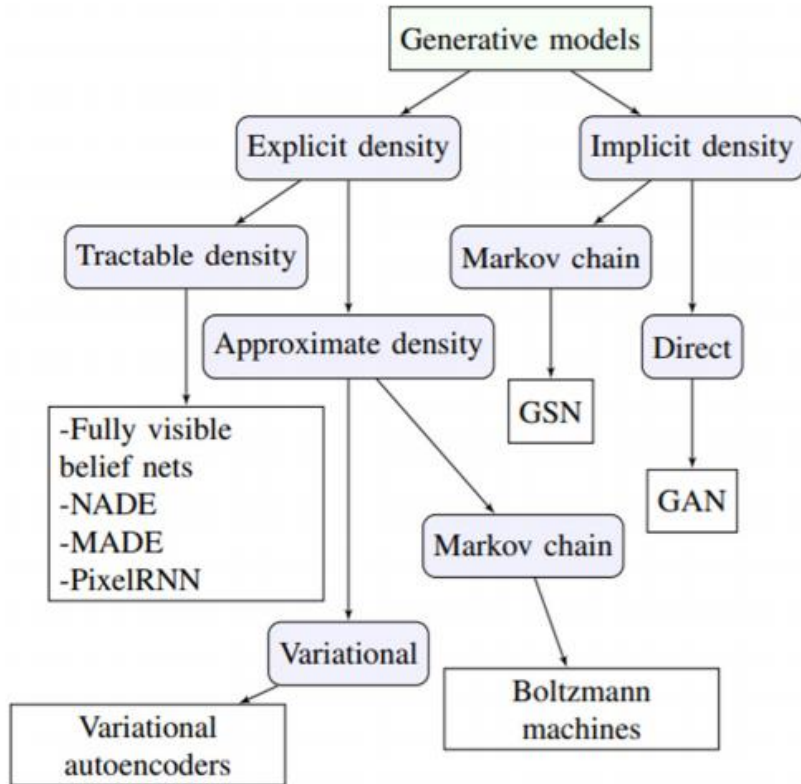 Generative models
Explicit density
Implicit density
Tractable density
Markov chain
Approximate density
Direct
GSN
-Fully visible
belief nets
-NADE
-MADE
-PixelRNN
GAN
Markov chain
Variational
Boltzmann
machines
Variational
autoencoders